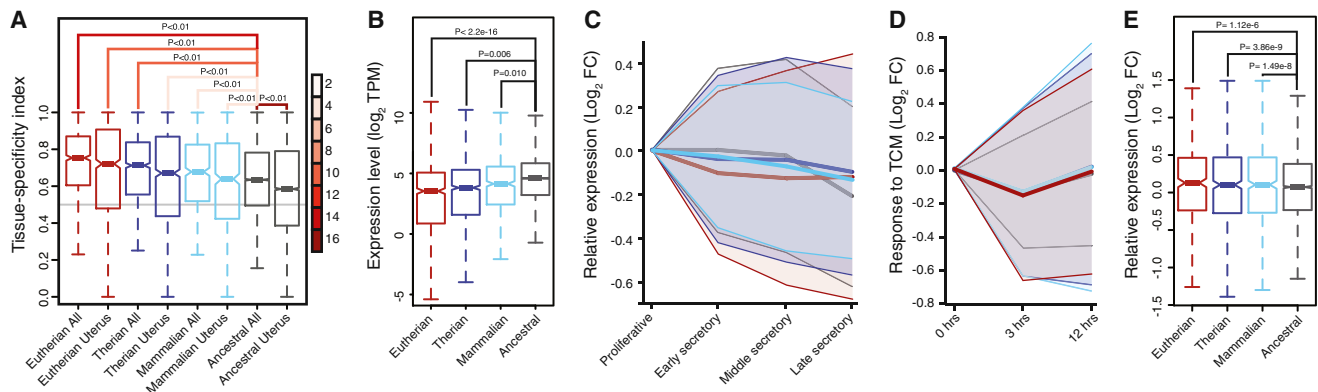 A
P<0.01
P<0.01
P<0.01
P<0.01
P<0.01
P<0.01 P<0.01
Tissue-specificity index
1.0
0.8
0.6
0.4
0.2
0.0
2
4
6
8
10
12
14
16
Eutherian All
Eutherian Uterus
Therian All
Therian Uterus
Mammalian All
Mammalian Uterus
Ancestral All
Ancestral Uterus
B
P< 2.2e-16
P=0.006
P=0.010
Expression level (log2 TPM)
10
5
0
-5
Eutherian
Therian
Mammalian
Ancestral
C
Relative expression (Log2 FC)
0.4
0.2
0.0
-0.2
-0.4
-0.6
Proliferative
Early secretory
Middle secretory
Late secretory
D
Response to TCM (Log2 FC)
0.8
0.6
0.4
0.2
0.0
-0.2
-0.4
-0.6
-0.8
0 hrs
3 hrs
12 hrs
E
P= 1.12e-6
P= 3.86e-9
P= 1.49e-8
Relative expression (Log2 FC)
1.5
1.0
0.5
0.0
-0.5
-1.0
-1.5
Eutherian
Therian
Mammalian
Ancestral